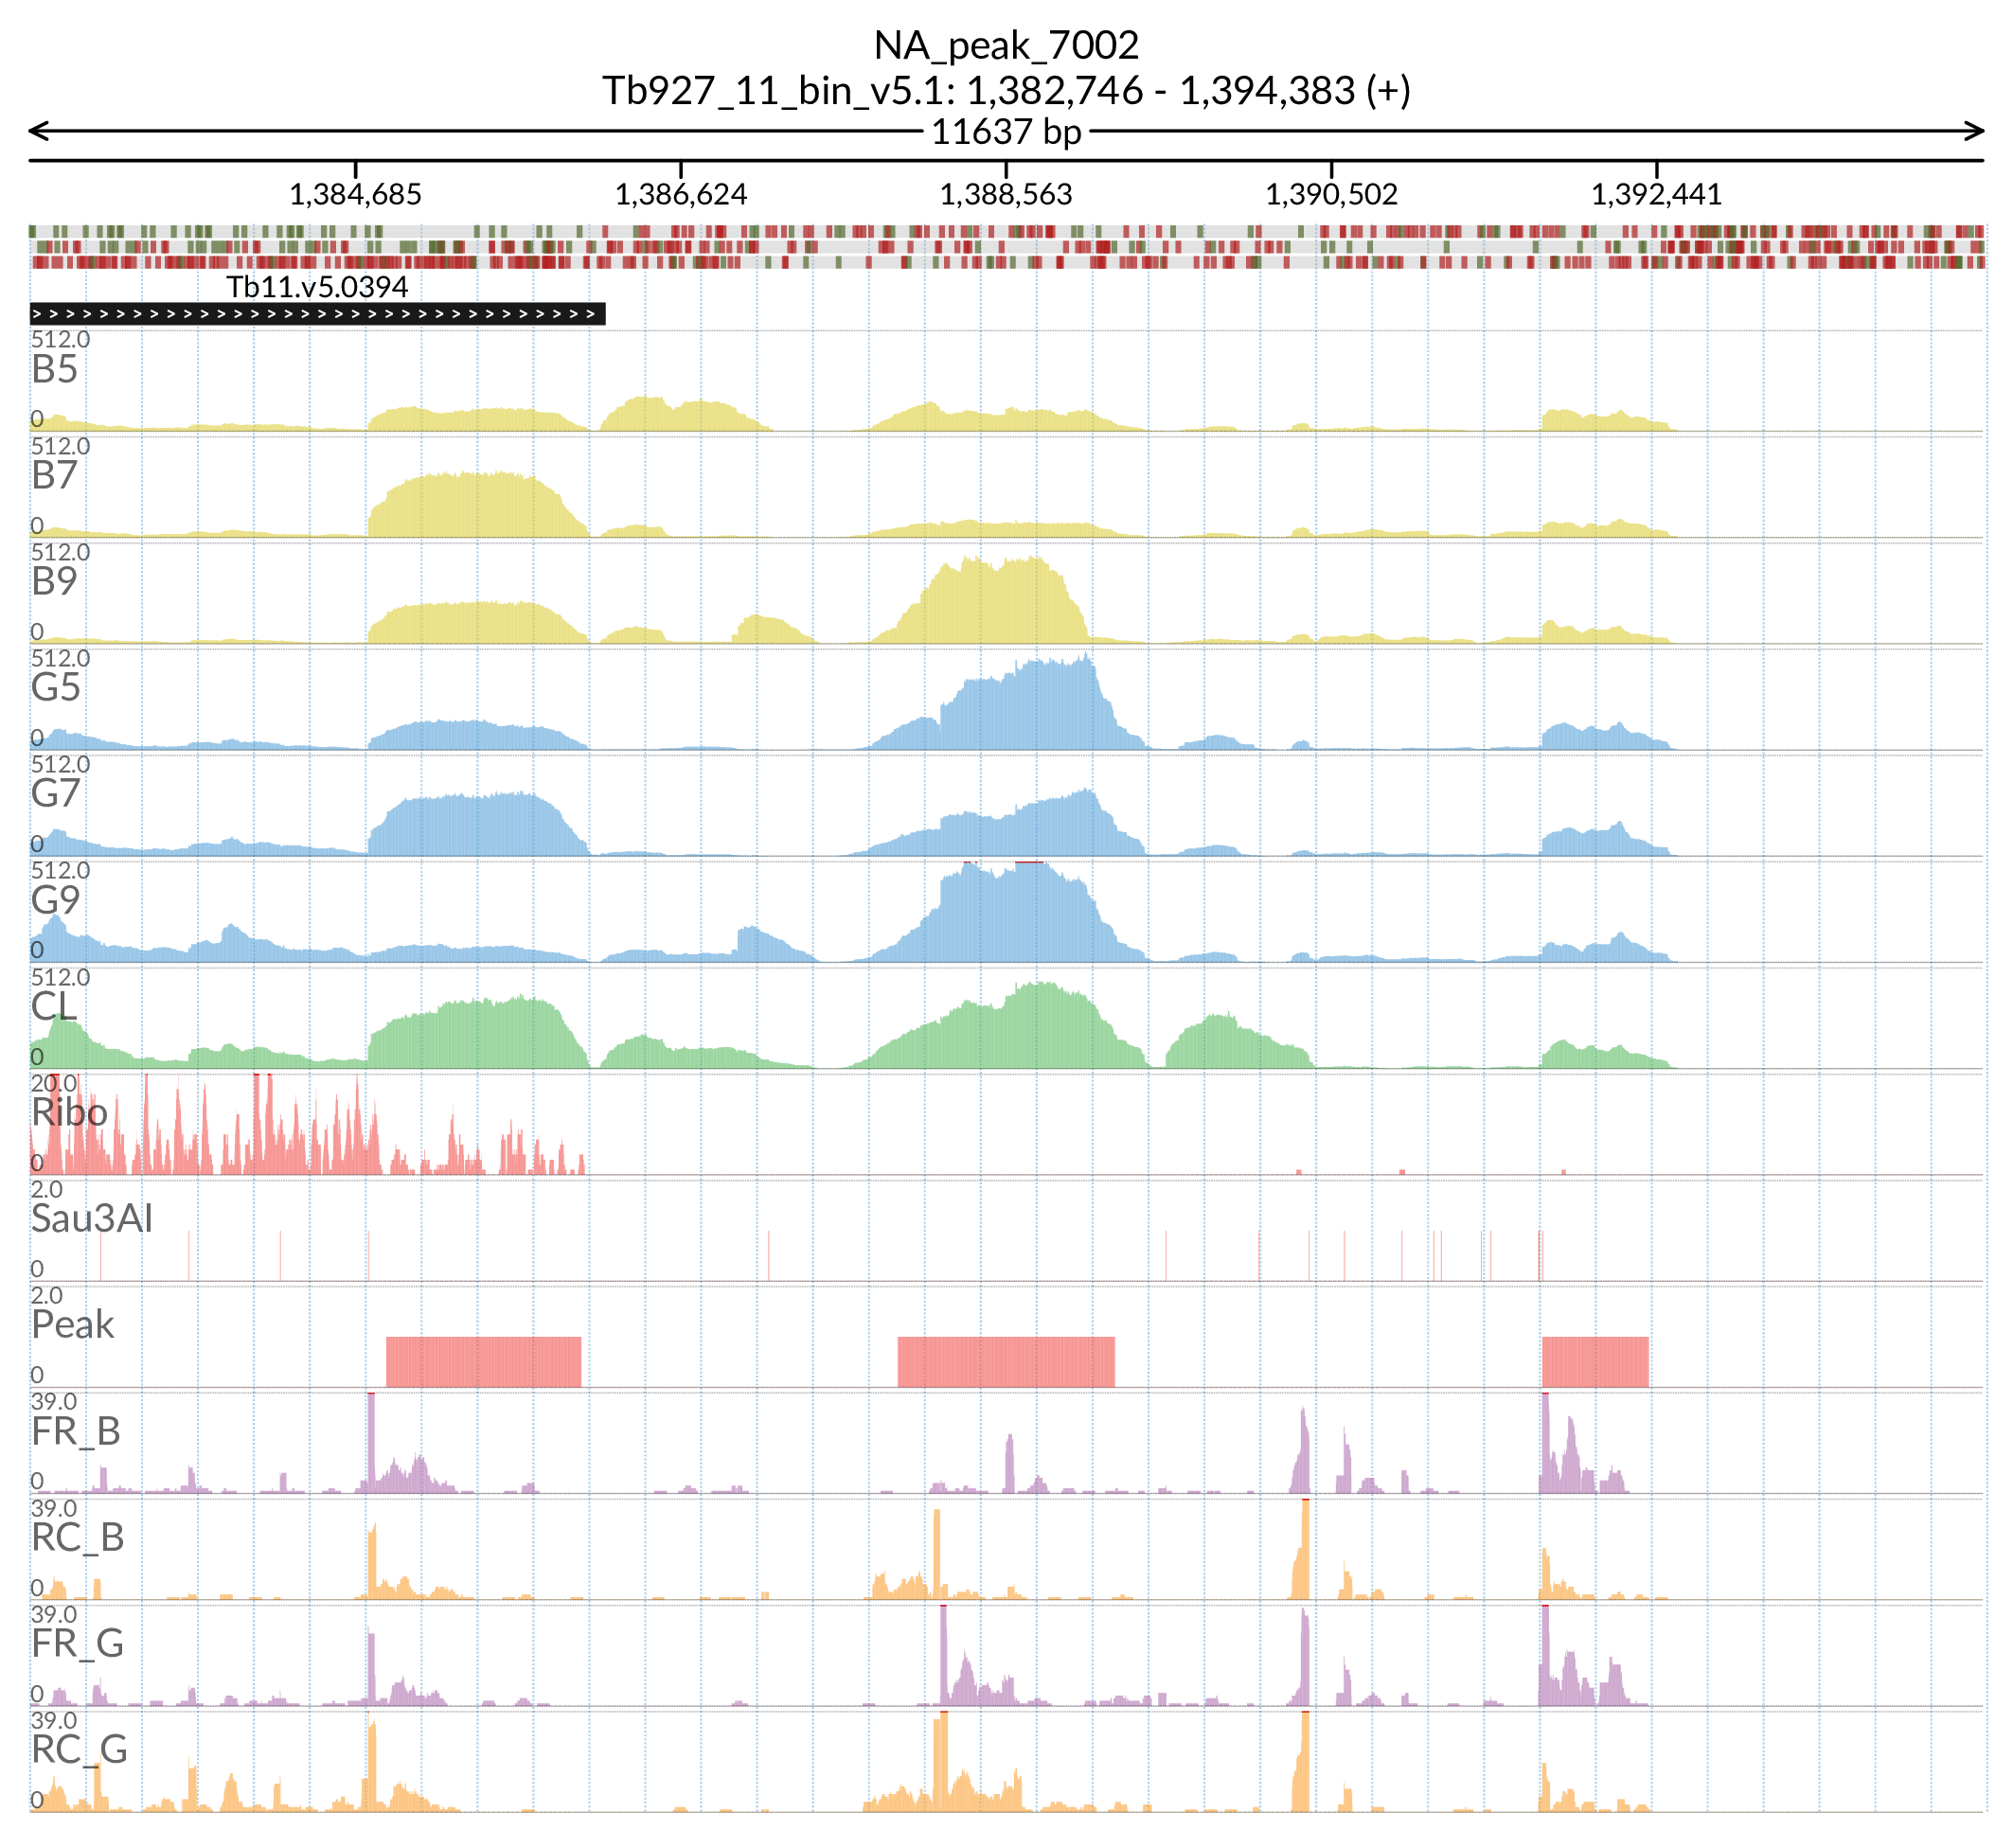 NA_peak_7002
Tb927_11_bin_v5.1: 1,382,746 - 1,394,383 (+)
11637 bp
1,384,685 1,386,624 1,388,563 1,390,502 1,392,441
Tb11.v5.0394
512.0
B5
0
512.0
B7
0
512.0
B9
0
512.0
G5
0
512.0
G7
0
512.0
G9
0
512.0
CL
0
20.0
Ribo
0
2.0
Sau3AI
0
2.0
Peak
0
39.0
FR_B
0
39.0
RC_B
0
39.0
FR_G
0
39.0
RC_G
0